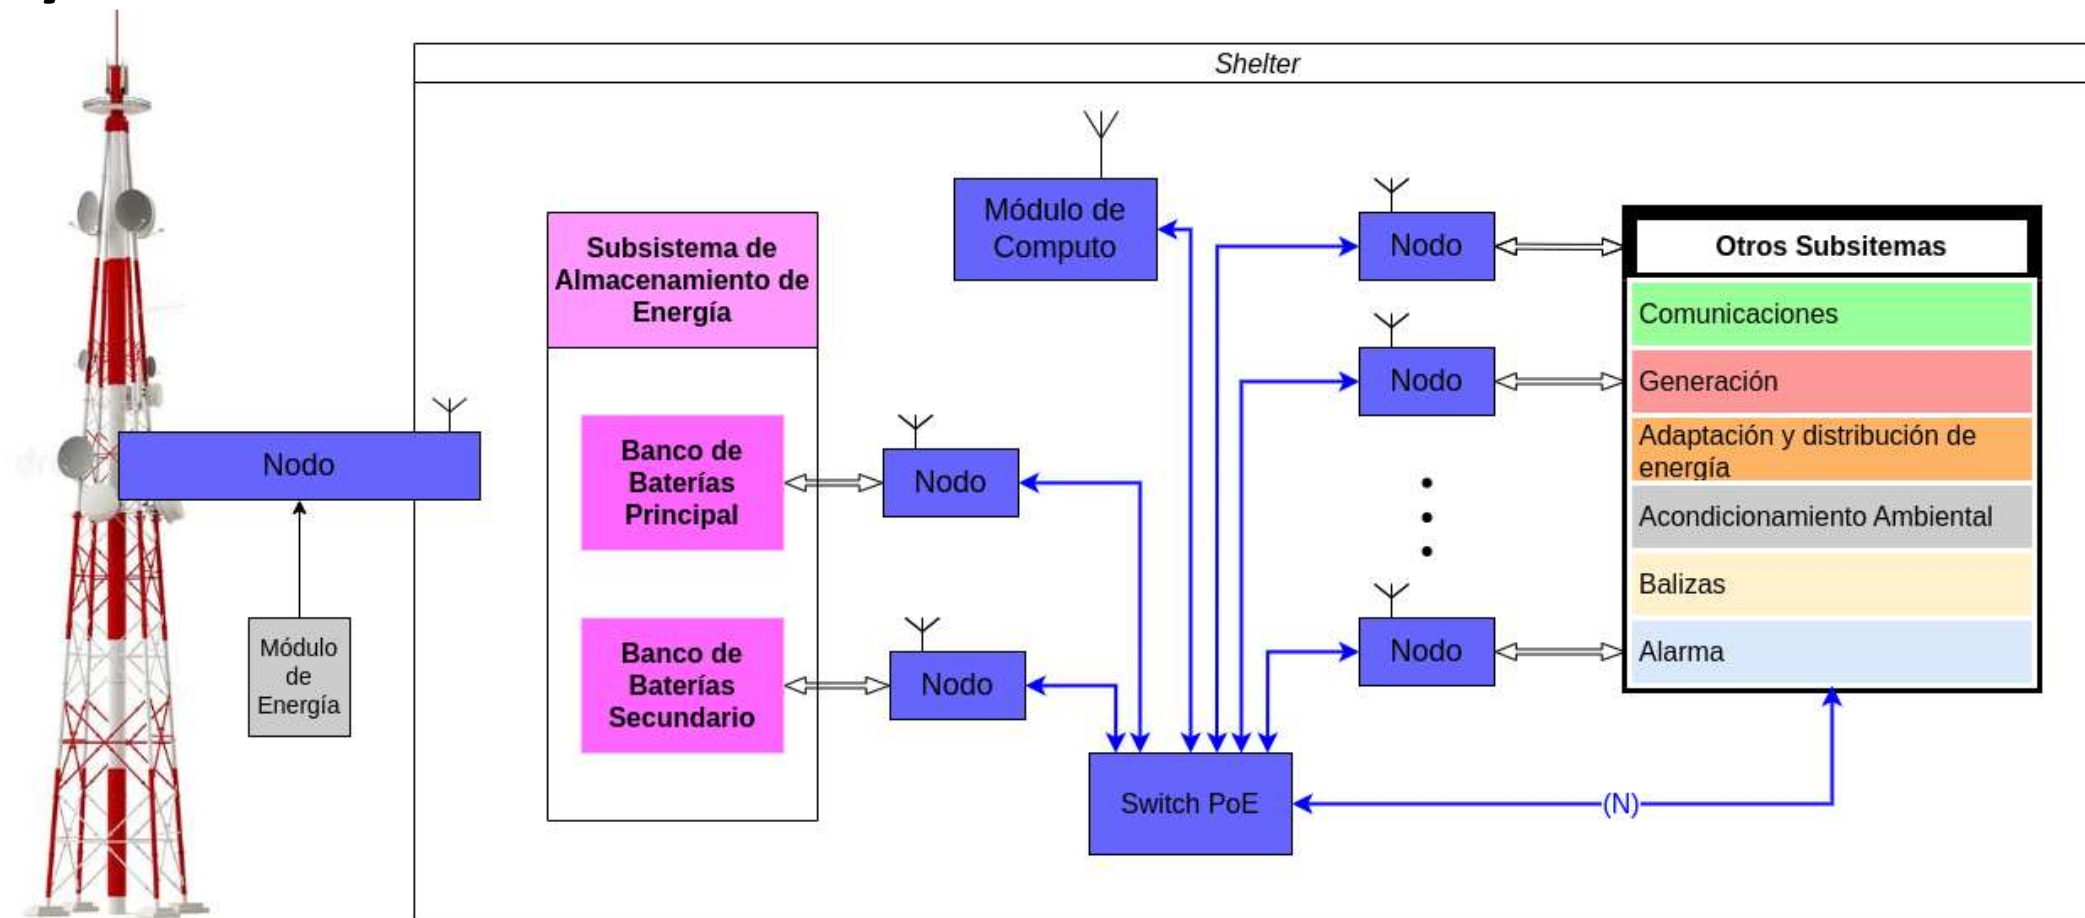 Shelter
Módulo de
Computo
Nodo
Otros Subsitemas
Subsistema de
Almacenamiento de
Energía
Comunicaciones
Nodo
Generación
Banco de
Baterías
Principal
Nodo
Nodo
Adaptación y distribución de
energía
Acondicionamiento Ambiental
Balizas
Módulo
de
Energía
Banco de
Baterías
Secundario
Nodo
Nodo
Alarma
Switch PoE
(N)